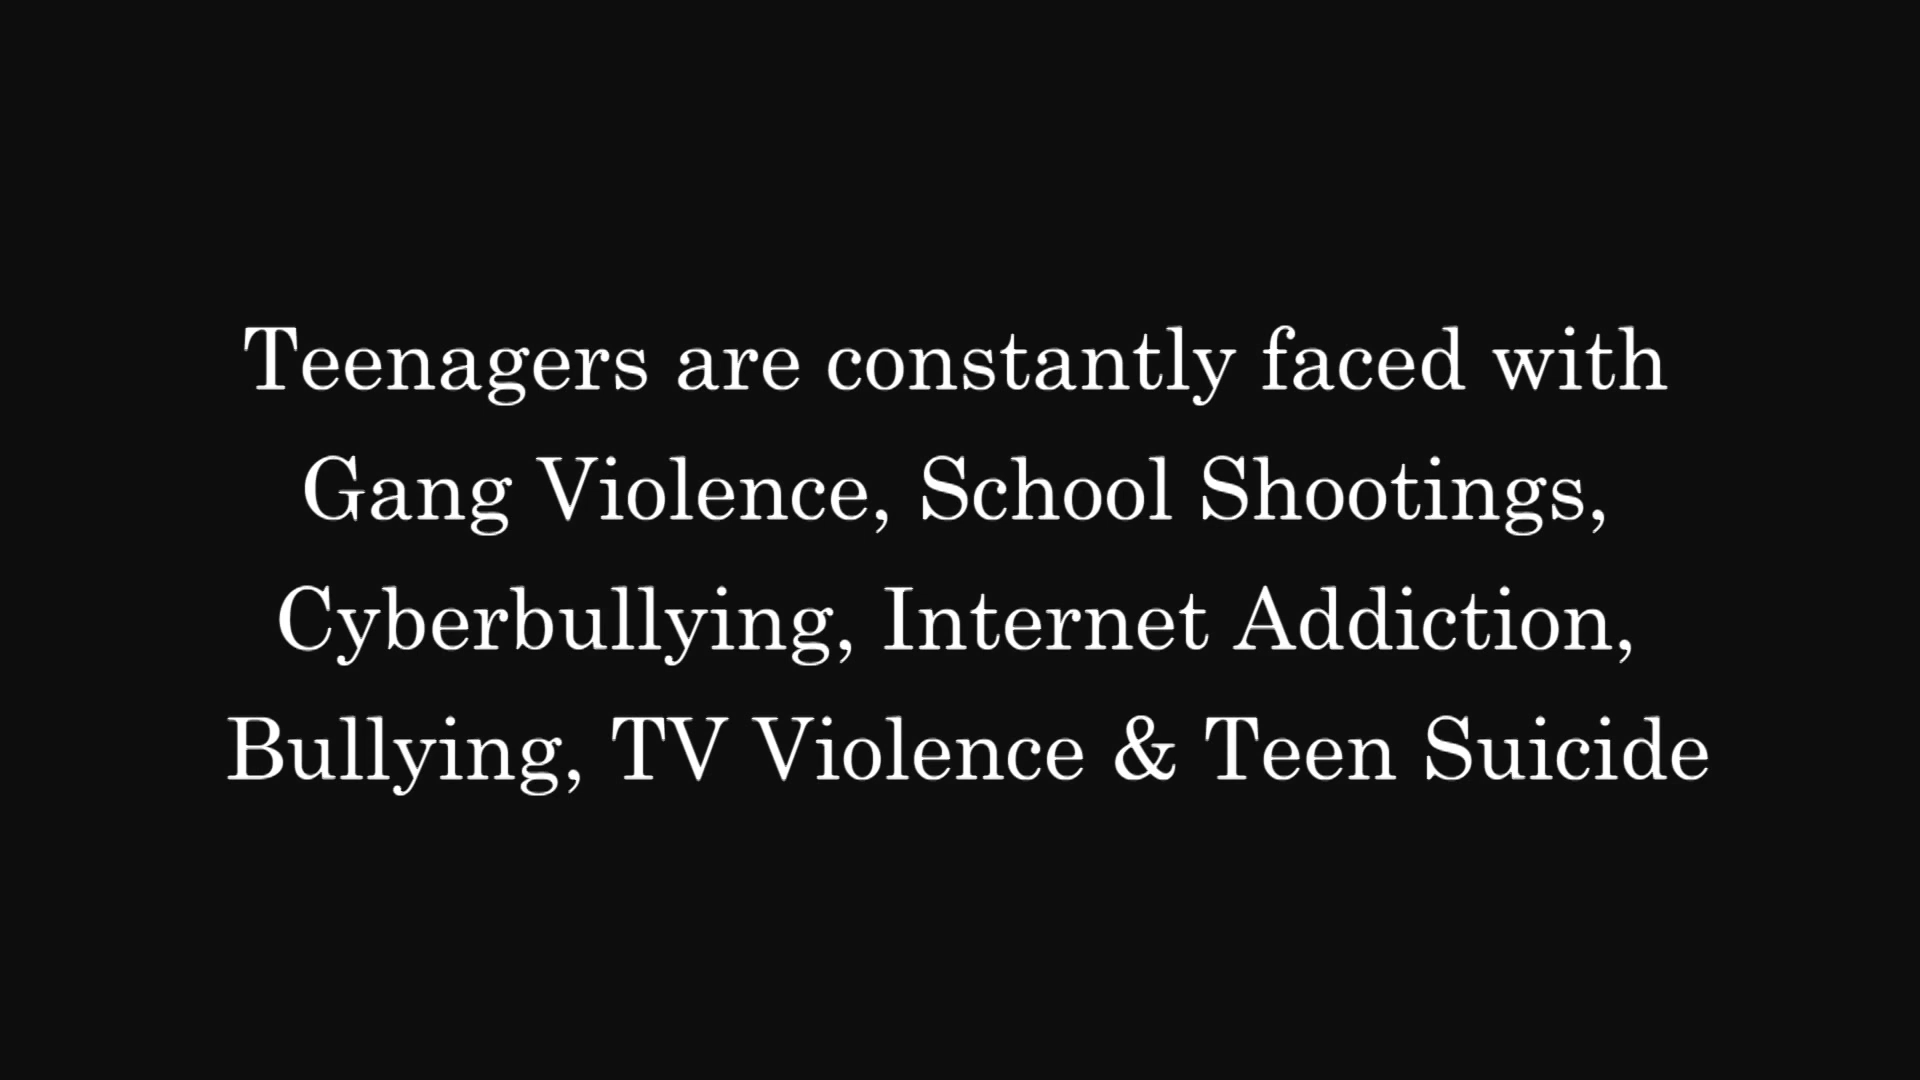 Teenagers are constantly faced with
Gang Violence, School Shootings,
Cyberbullying, Internet Addiction,
Bullying, TV Violence & Teen Suicide